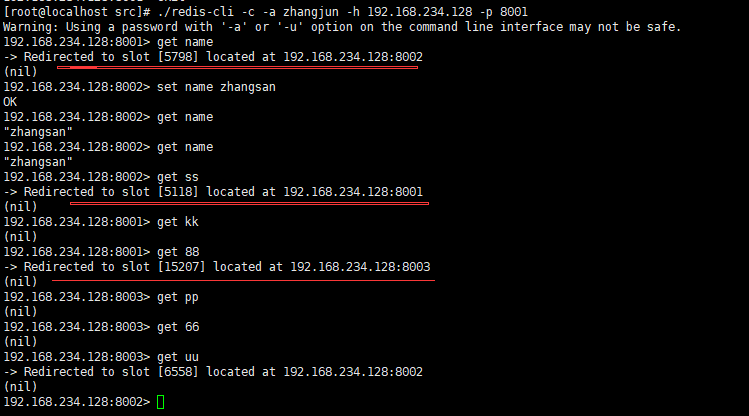 [root@localhost src]# ./redis-cli -c -a zhangjun -h 192.168.234.128 -p 8001
Warning: Using a password with '-a' or '-u' option on the command line interface may not be safe.
192.168.234.128:8001> get name
-> Redirected to slot [5798] located at 192.168.234.128:8002
(nil)
192.168.234.128:8002> set name zhangsan
OK
192.168.234.128:8002> get name
"zhangsan"
192.168.234.128:8002> get name
"zhangsan"
192.168.234.128:8002> get ss
-> Redirected to slot [5118] located at 192.168.234.128:8001
(nil)
192.168.234.128:8001> get kk
(nil)
192.168.234.128:8001> get 88
-> Redirected to slot [15207] located at 192.168.234.128:8003
(nil)
192.168.234.128:8003> get pp
(nil)
192.168.234.128:8003> get 66
(nil)
192.168.234.128:8003> get uu
-> Redirected to slot [6558] located at 192.168.234.128:8002
(nil)
192.168.234.128:8002>